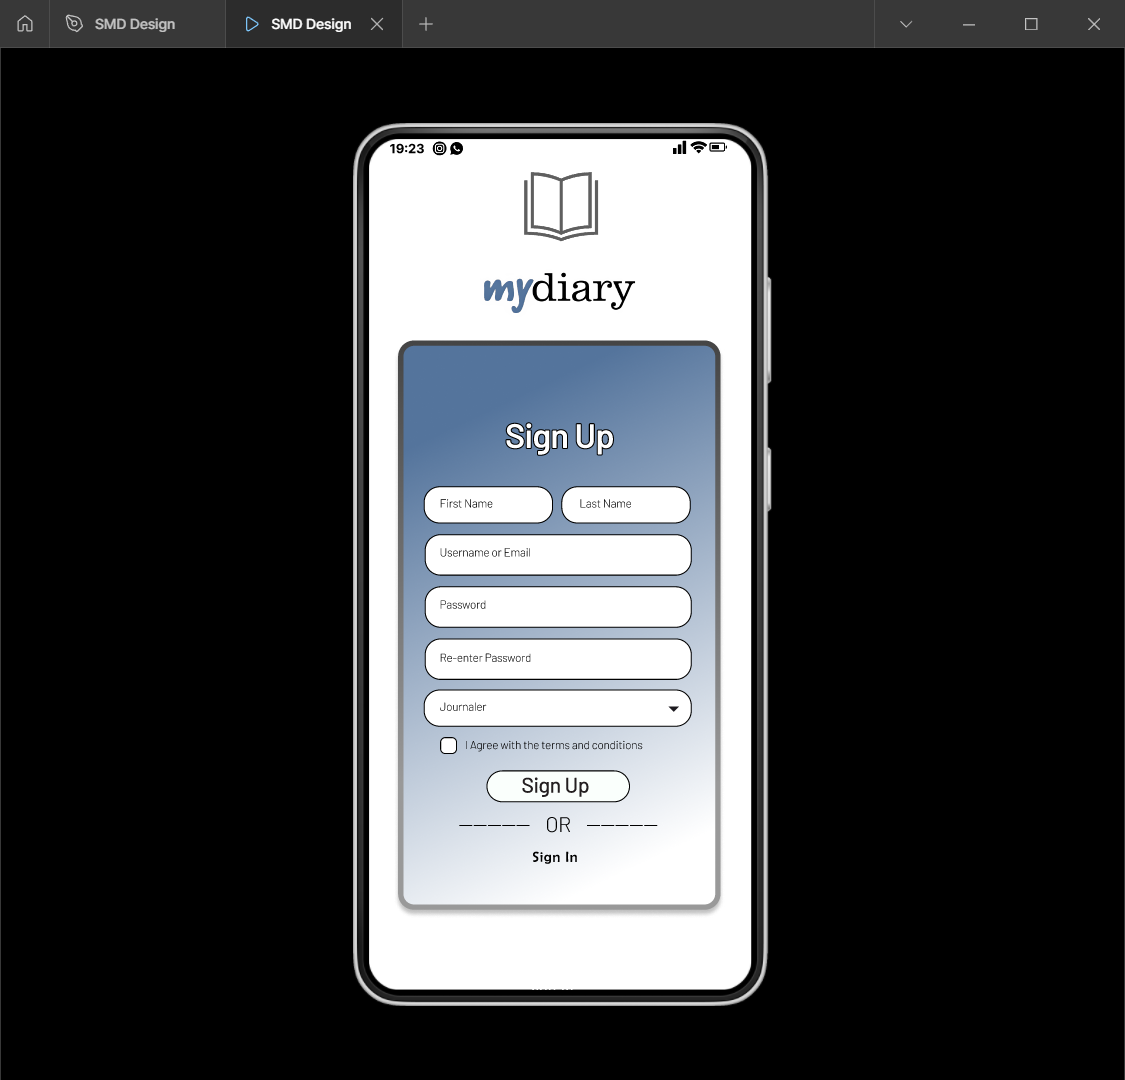 SMD Design SMD Design
19:23
mydiary
Sign Up
First Name Last Name
Username or Email
Password
Re-enter Password
Journaler
I Agree with the terms and conditions
Sign Up
————— OR —————
Sign In